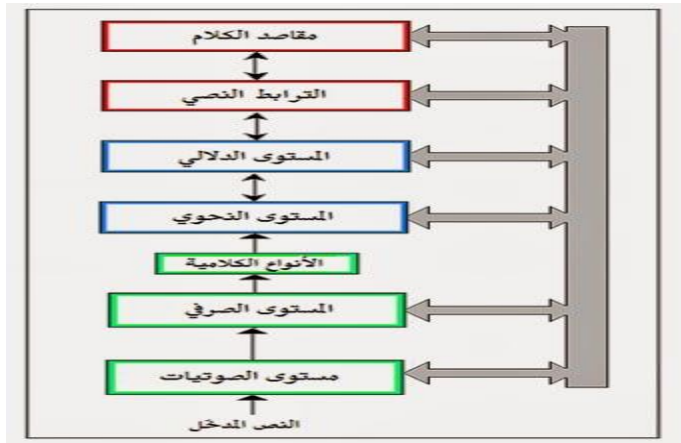 مقاصد الكلام
الترابط النصي
المستوى الدلالي
المستوى النحوي
الأنواع الكلامية
المستوى الصرفي
مستوى الصوتيات
النص المدخل